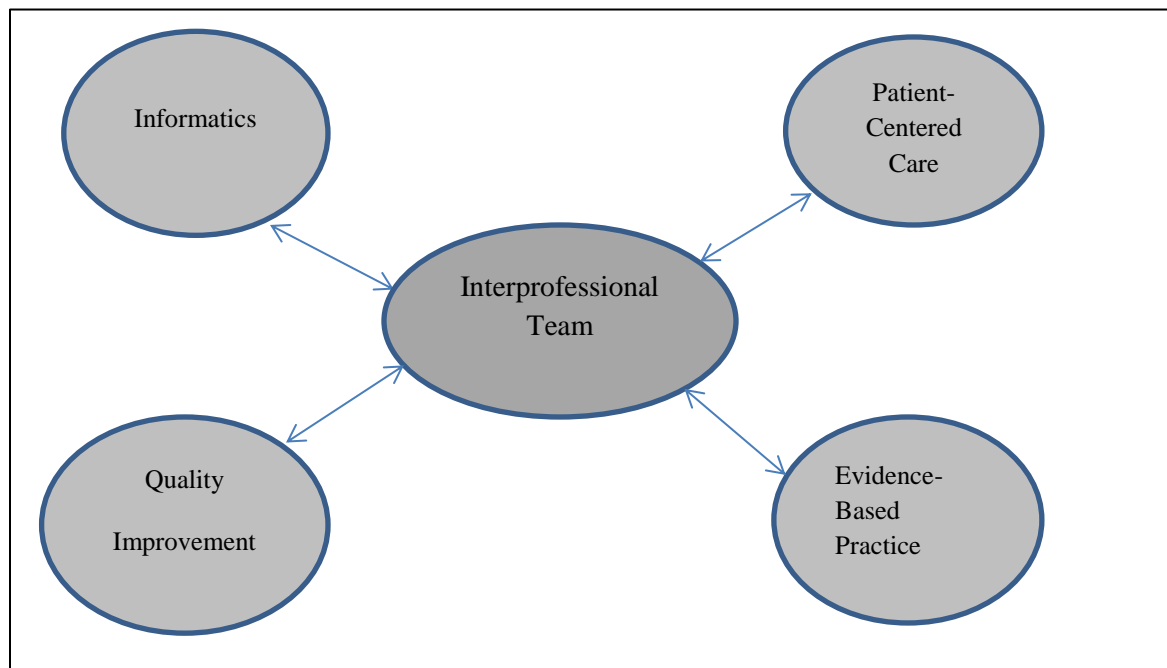 Informatics
Patient-
Centered
Care
Interprofessional
Team
Quality
Improvement
Evidence-
Based
Practice